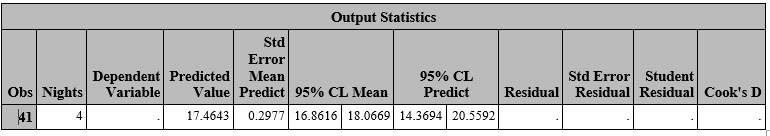 Output Statistics
Obs Nights Dependent Variable Predicted Value Std Error Mean Predict 95% CL Mean 95% CL Predict Residual Std Error Residual Student Residual Cook's D
41 4 . 17.4643 0.2977 16.8616 18.0669 14.3694 20.5592 . . . .